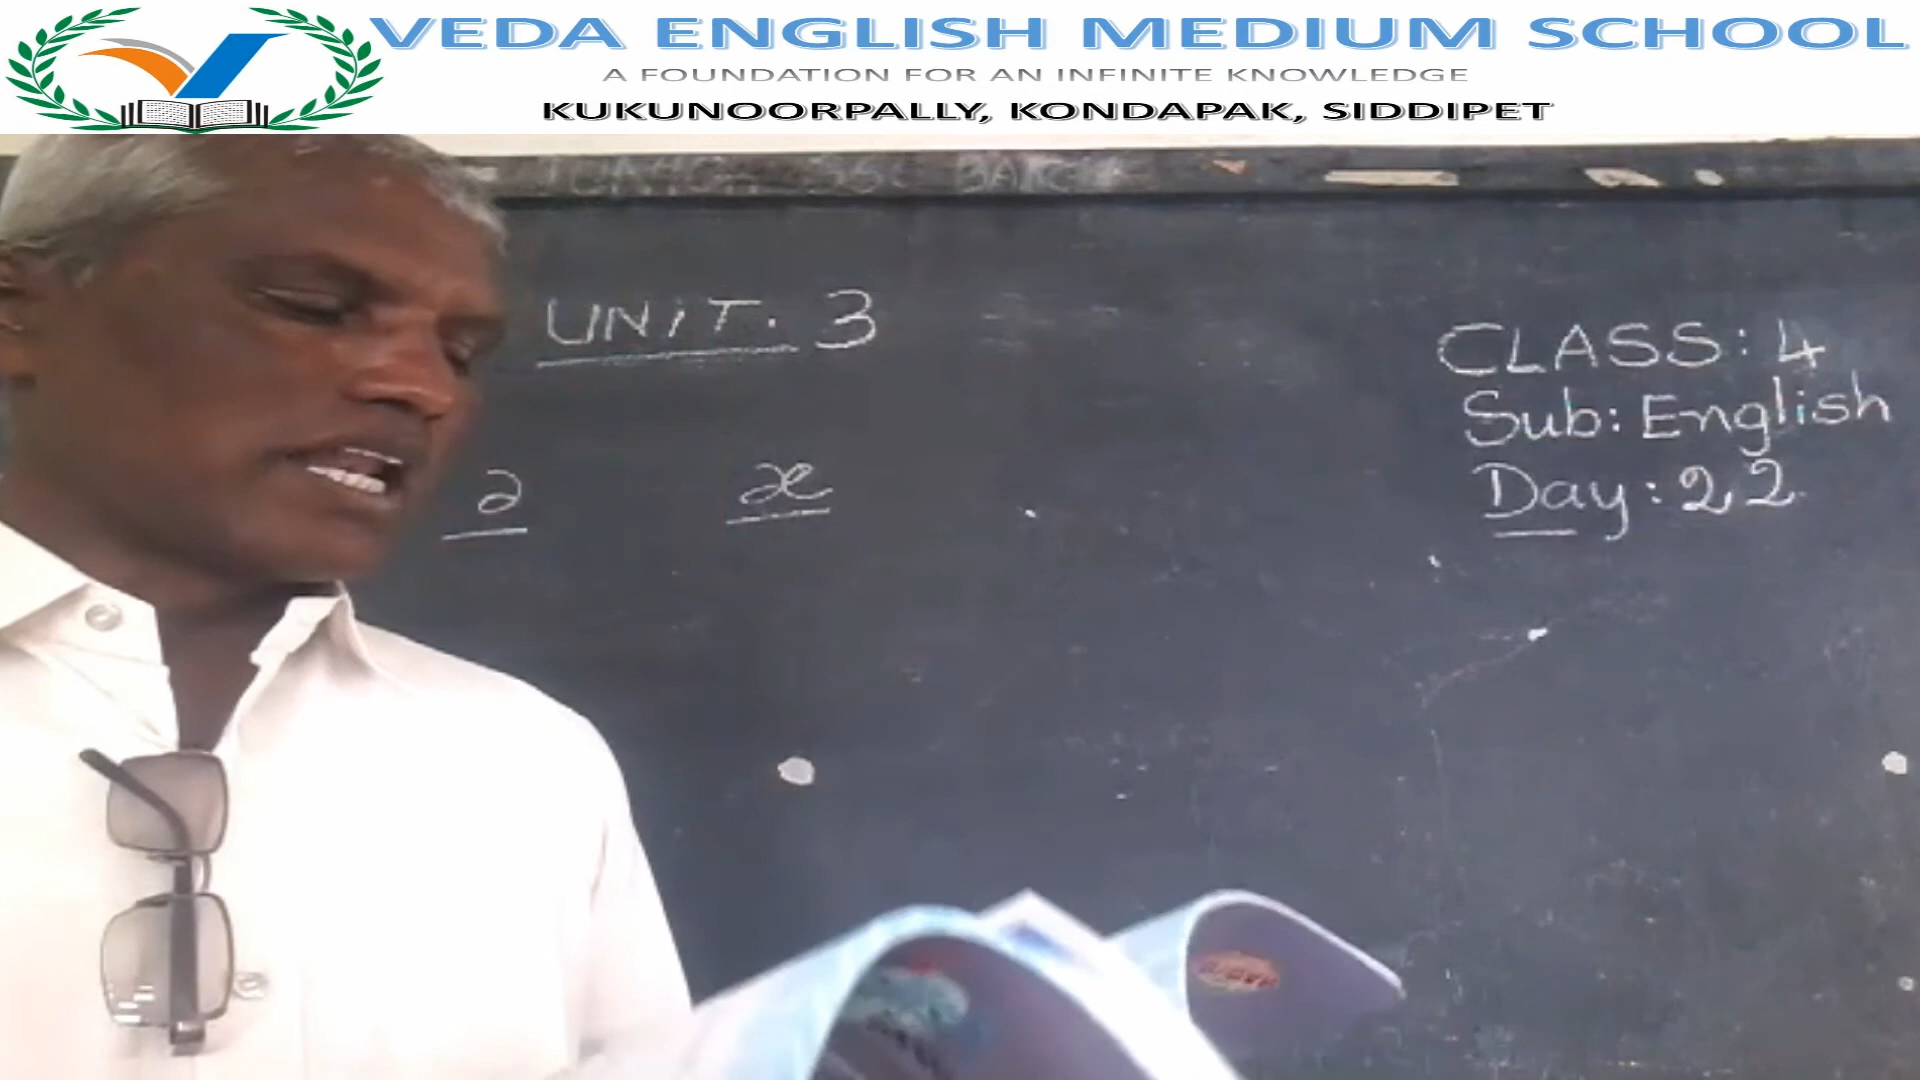 VEDA ENGLISH MEDIUM SCHOOL
A FOUNDATION FOR AN INFINITE KNOWLEDGE
KUKUNOORPALLY, KONDAPAK, SIDDIPET
UNIT. 3
CLASS: 4
Sub: English
Day: 22
ə
æ